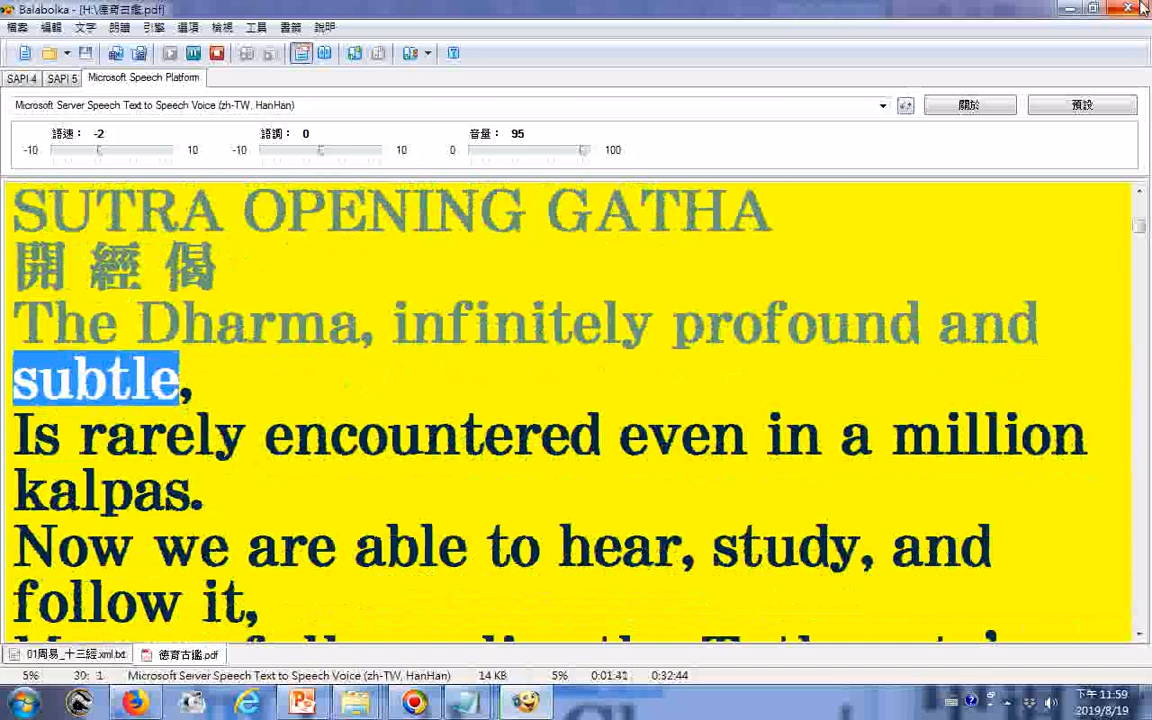 Balabolka - [H:\德育古鑑.pdf]
檔案 編輯 文字 朗讀 引擎 選項 檢視 工具 書籤 說明
SAPI 4 SAPI 5 Microsoft Speech Platform
Microsoft Server Speech Text to Speech Voice (zh-TW, HanHan) 關於 預設
語速： -2 語調： 0 音量： 95
-10 10 -10 10 0 100
SUTRA OPENING GATHA
開 經 偈
The Dharma, infinitely profound and
subtle,
Is rarely encountered even in a million
kalpas.
Now we are able to hear, study, and
follow it,
01周易_十三經.xml.txt 德育古鑑.pdf
5% 39: 1 Microsoft Server Speech Text to Speech Voice (zh-TW, HanHan) 14 KB 5% 0:01:41 0:32:44
下午 11:59
2019/8/19